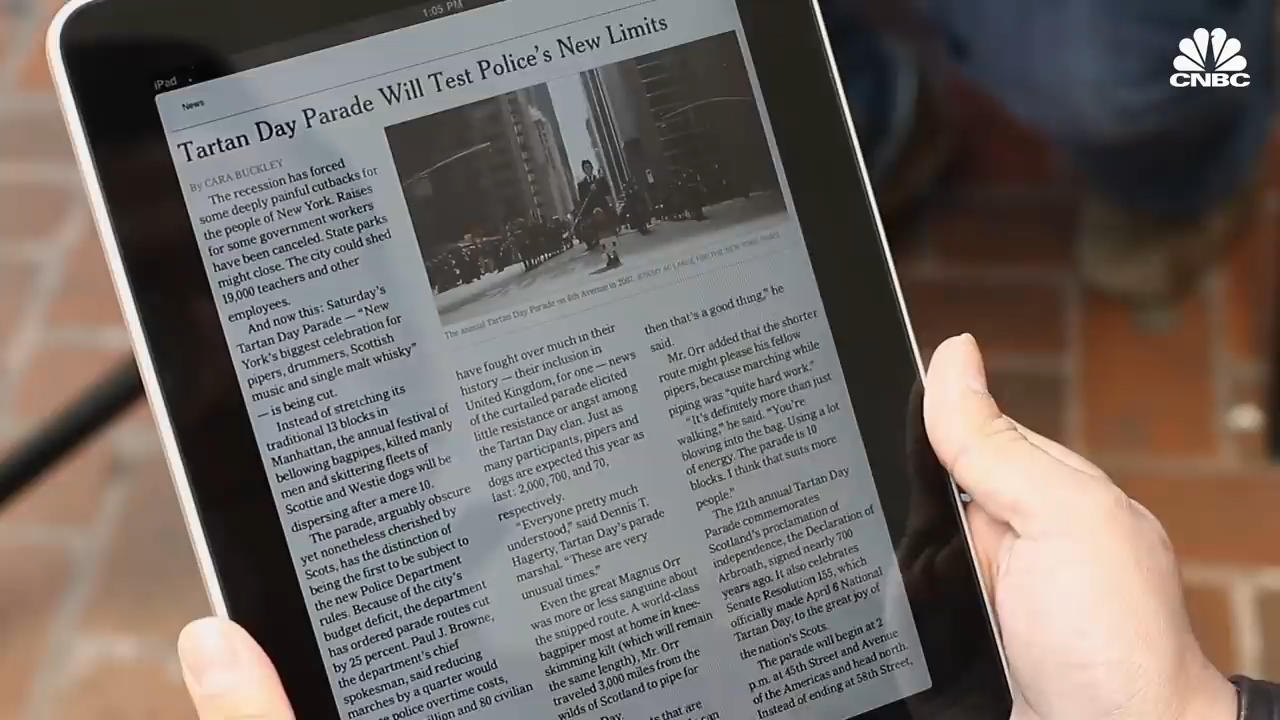 CNBC
iPad
1:05 PM
News
Tartan Day Parade Will Test Police's New Limits
By CARA BUCKLEY
The recession has forced
some deeply painful cutbacks for
the people of New York. Raises
for some government workers
have been canceled. State parks
might close. The city could shed
19,000 teachers and other
employees.
And now this: Saturday's
Tartan Day Parade — "New
York's biggest celebration for
pipers, drummers, Scottish
music and single malt whisky"
— is being cut.
Instead of stretching its
traditional 13 blocks in
Manhattan, the annual festival of
bellowing bagpipes, kilted manly
men and skittering fleets of
Scottie and Westie dogs will be
dispersing after a mere 10.
The parade, arguably obscure
yet nonetheless cherished by
Scots, has the distinction of
being the first to be subject to
the new Police Department
rules. Because of the city's
budget deficit, the department
has ordered parade routes cut
by 25 percent. Paul J. Browne,
the department's chief
spokesman, said reducing
marches by a quarter would
police overtime costs,
and 80 civilian
The Annual Tartan Day Parade on 6th Avenue in 2007. FOR THE NEW YORK TIMES
have fought over much in their
history — their inclusion in
United Kingdom, for one — news
of the curtailed parade elicited
little resistance or angst among
the Tartan Day clan. Just as
many participants, pipers and
dogs are expected this year as
last: 2,000, 700, and 70,
respectively.
"Everyone pretty much
understood," said Dennis T.
Hagerty, Tartan Day's parade
marshal. "These are very
unusual times."
Even the great Magnus Orr
was more or less sanguine about
the snipped route. A world-class
bagpiper most at home in knee-
skimming kilt (which will remain
the same length), Mr. Orr
traveled 3,000 miles from the
wilds of Scotland to pipe for
Day.
that are
can
then that's a good thing," he
said.
Mr. Orr added that the shorter
route might please his fellow
pipers, because marching while
piping was "quite hard work."
"It's definitely more than just
walking," he said. "You're
blowing into the bag. Using a lot
of energy. The parade is 10
blocks. I think that suits more
people."
The 12th annual Tartan Day
Parade commemorates
Scotland's proclamation of
independence, the Declaration of
Arbroath, signed nearly 700
years ago. It also celebrates
Senate Resolution 155, which
officially made April 6 National
Tartan Day, to the great joy of
the nation's Scots.
The parade will begin at 2
p.m. at 45th Street and Avenue
of the Americas and head north.
Instead of ending at 58th Street,